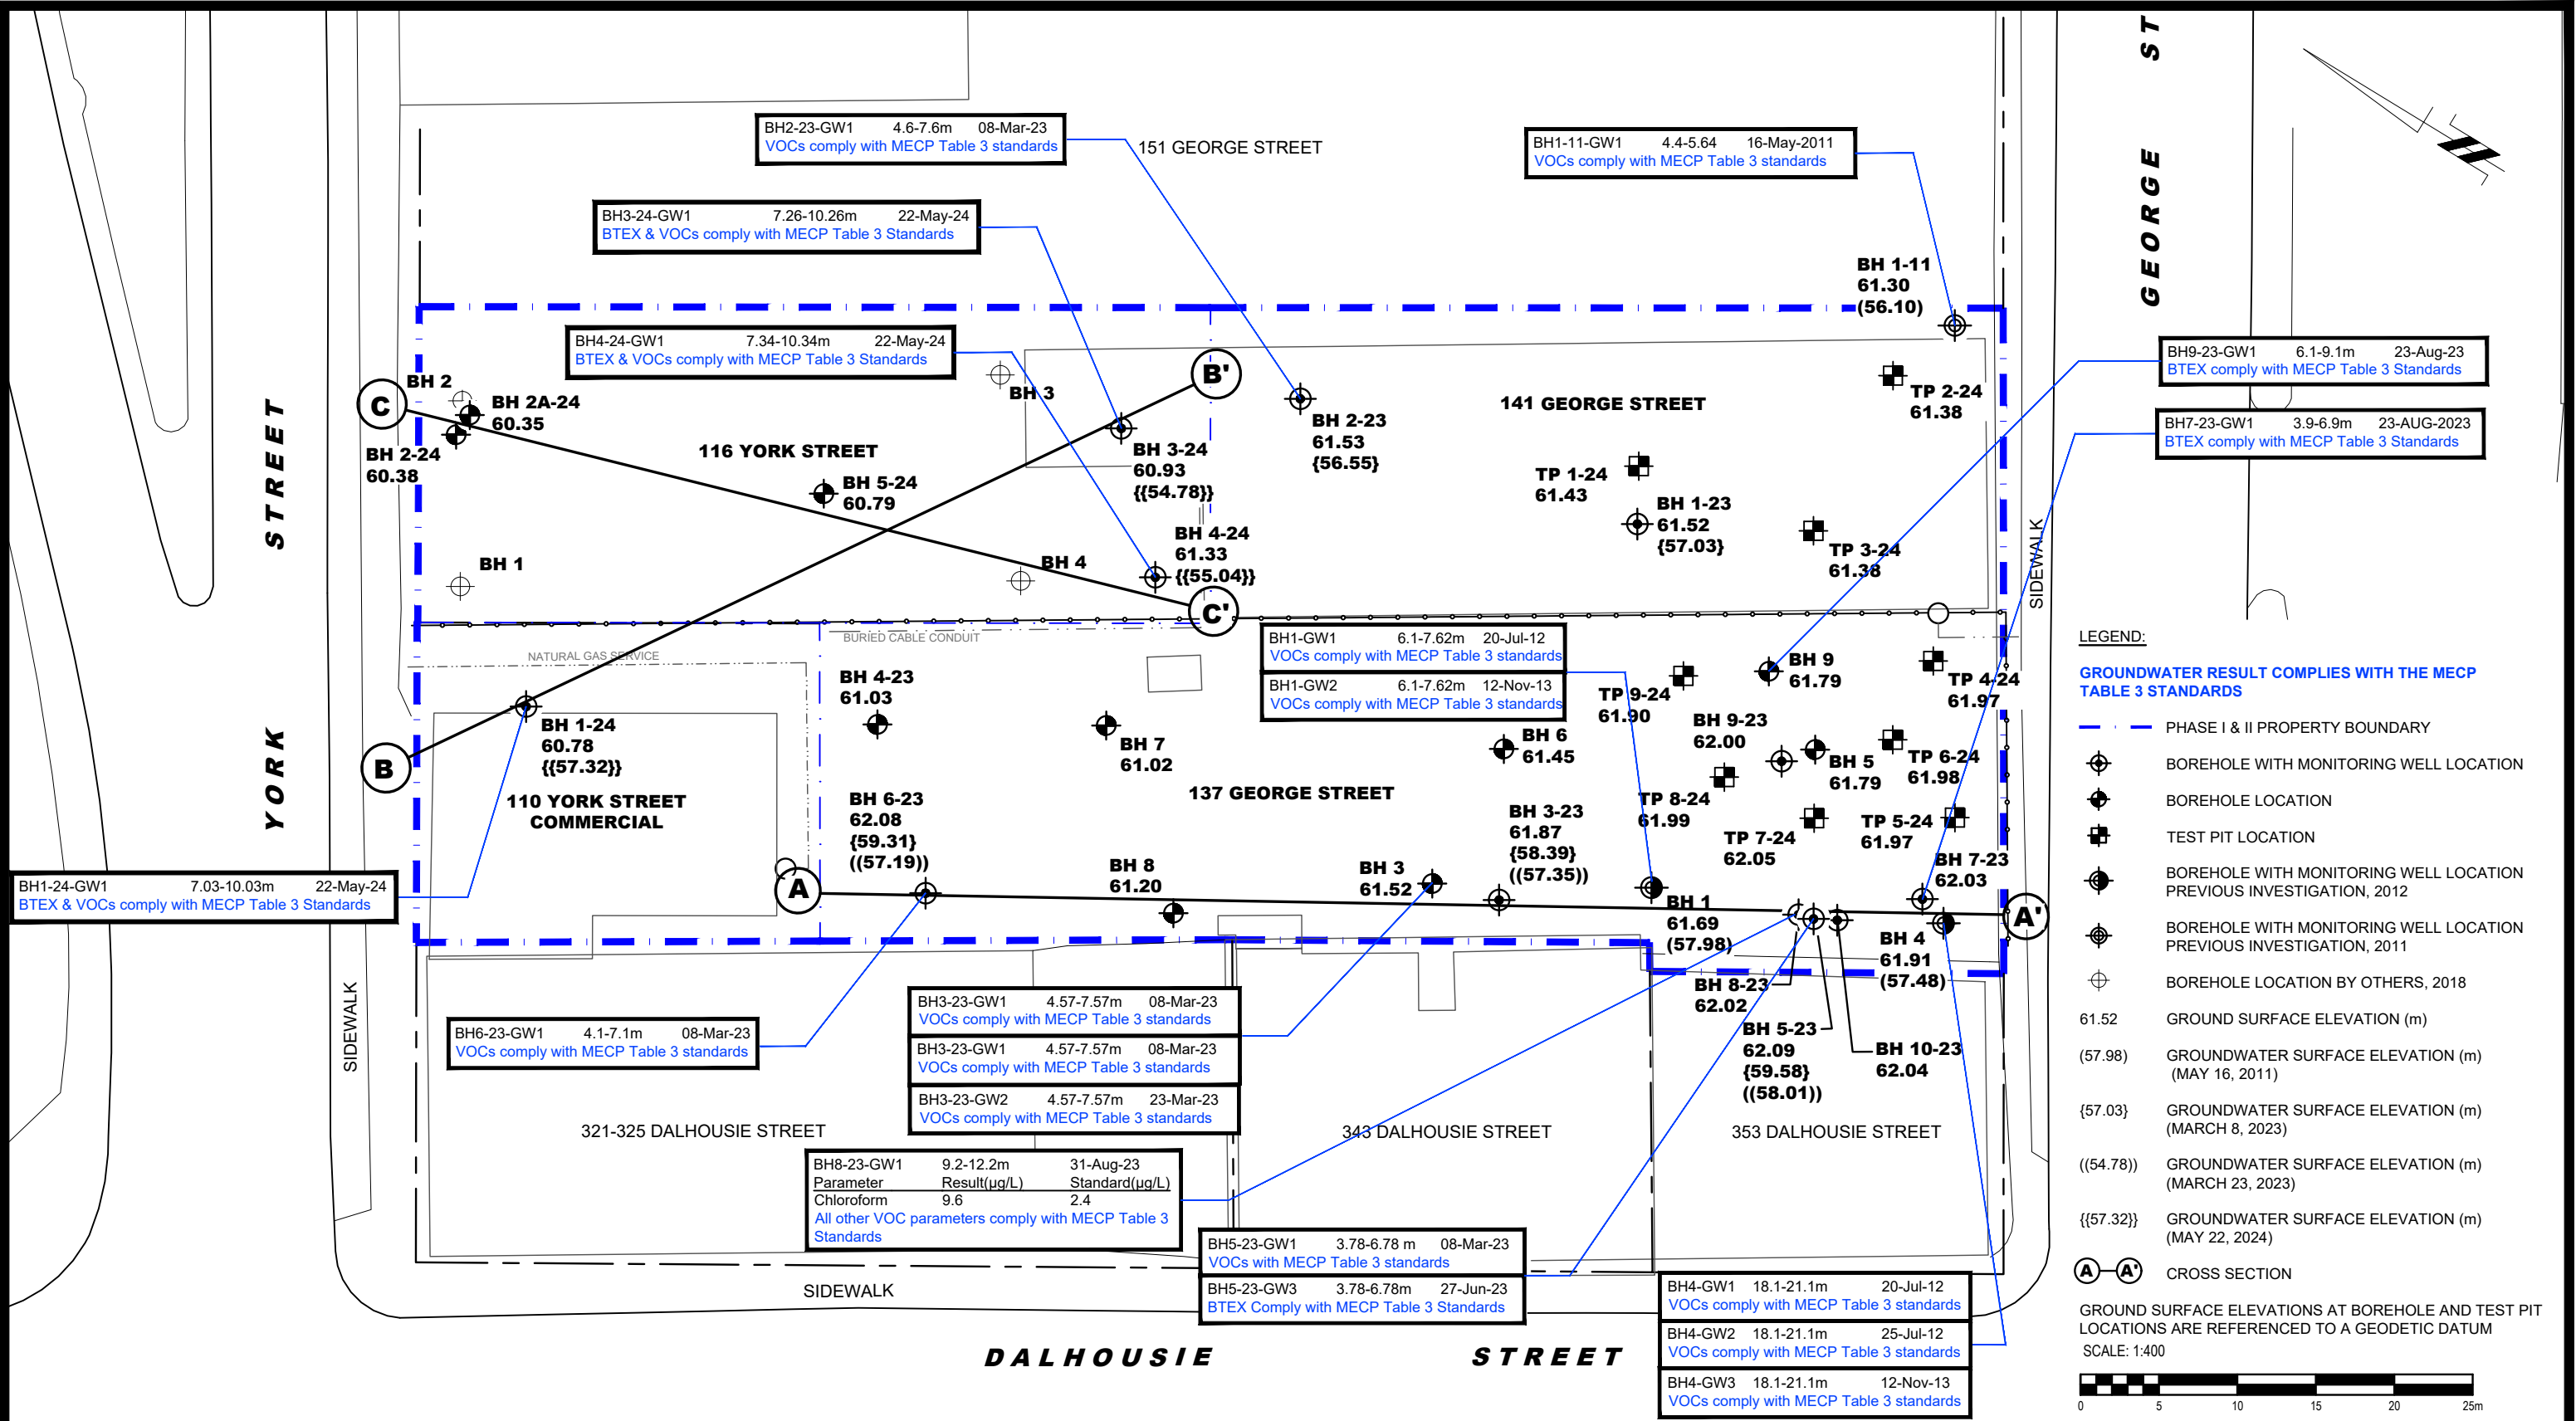 GEORGE ST
BH2-23-GW1 4.6-7.6m 08-Mar-23
VOCs comply with MECP Table 3 standards
151 GEORGE STREET
BH1-11-GW1 4.4-5.64 16-May-2011
VOCs comply with MECP Table 3 standards
BH3-24-GW1 7.26-10.26m 22-May-24
BTEX & VOCs comply with MECP Table 3 Standards
BH 1-11
61.30
(56.10)
BH4-24-GW1 7.34-10.34m 22-May-24
BTEX & VOCs comply with MECP Table 3 Standards
BH9-23-GW1 6.1-9.1m 23-Aug-23
BTEX comply with MECP Table 3 Standards
BH7-23-GW1 3.9-6.9m 23-AUG-2023
BTEX comply with MECP Table 3 Standards
YORK STREET
C
BH 2
BH 2A-24
60.35
BH 2-24
60.38
BH 3
B'
116 YORK STREET
BH 5-24
60.79
BH 3-24
60.93
{{54.78}}
BH 2-23
61.53
{56.55}
141 GEORGE STREET
TP 2-24
61.38
TP 1-24
61.43
BH 1-23
61.52
{57.03}
TP 3-24
61.38
BH 4-24
61.33
{{55.04}}
BH 1
BH 4
C'
SIDEWALK
BURIED CABLE CONDUIT
NATURAL GAS SERVICE
BH1-GW1 6.1-7.62m 20-Jul-12
VOCs comply with MECP Table 3 standards
BH1-GW2 6.1-7.62m 12-Nov-13
VOCs comply with MECP Table 3 standards
BH 4-23
61.03
BH 7
61.02
BH 6
61.45
TP 9-24
61.90
BH 9
61.79
TP 4-24
61.97
BH 9-23
62.00
BH 5
61.79
TP 6-24
61.98
BH 1-24
60.78
{{57.32}}
B
110 YORK STREET
COMMERCIAL
137 GEORGE STREET
BH 6-23
62.08
{59.31}
((57.19))
BH 3-23
61.87
{58.39}
((57.35))
TP 8-24
61.99
TP 7-24
62.05
TP 5-24
61.97
BH 7-23
62.03
BH 8
61.20
BH 3
61.52
A
A'
BH1-24-GW1 7.03-10.03m 22-May-24
BTEX & VOCs comply with MECP Table 3 Standards
BH 1
61.69
(57.98)
BH 4
61.91
(57.48)
BH 8-23
62.02
BH 5-23
62.09
{59.58}
((58.01))
BH 10-23
62.04
SIDEWALK
BH6-23-GW1 4.1-7.1m 08-Mar-23
VOCs comply with MECP Table 3 standards
BH3-23-GW1 4.57-7.57m 08-Mar-23
VOCs comply with MECP Table 3 standards
BH3-23-GW1 4.57-7.57m 08-Mar-23
VOCs comply with MECP Table 3 standards
BH3-23-GW2 4.57-7.57m 23-Mar-23
VOCs comply with MECP Table 3 standards
321-325 DALHOUSIE STREET
343 DALHOUSIE STREET
353 DALHOUSIE STREET
BH8-23-GW1 9.2-12.2m 31-Aug-23
Parameter Result(µg/L) Standard(µg/L)
Chloroform 9.6 2.4
All other VOC parameters comply with MECP Table 3
Standards
BH5-23-GW1 3.78-6.78 m 08-Mar-23
VOCs with MECP Table 3 standards
BH5-23-GW3 3.78-6.78m 27-Jun-23
BTEX Comply with MECP Table 3 Standards
BH4-GW1 18.1-21.1m 20-Jul-12
VOCs comply with MECP Table 3 standards
BH4-GW2 18.1-21.1m 25-Jul-12
VOCs comply with MECP Table 3 standards
BH4-GW3 18.1-21.1m 12-Nov-13
VOCs comply with MECP Table 3 standards
SIDEWALK
DALHOUSIE STREET
LEGEND:
GROUNDWATER RESULT COMPLIES WITH THE MECP
TABLE 3 STANDARDS
PHASE I & II PROPERTY BOUNDARY
BOREHOLE WITH MONITORING WELL LOCATION
BOREHOLE LOCATION
TEST PIT LOCATION
BOREHOLE WITH MONITORING WELL LOCATION
PREVIOUS INVESTIGATION, 2012
BOREHOLE WITH MONITORING WELL LOCATION
PREVIOUS INVESTIGATION, 2011
BOREHOLE LOCATION BY OTHERS, 2018
61.52 GROUND SURFACE ELEVATION (m)
(57.98) GROUNDWATER SURFACE ELEVATION (m)
(MAY 16, 2011)
{57.03} GROUNDWATER SURFACE ELEVATION (m)
(MARCH 8, 2023)
((54.78)) GROUNDWATER SURFACE ELEVATION (m)
(MARCH 23, 2023)
{{57.32}} GROUNDWATER SURFACE ELEVATION (m)
(MAY 22, 2024)
A A' CROSS SECTION
GROUND SURFACE ELEVATIONS AT BOREHOLE AND TEST PIT
LOCATIONS ARE REFERENCED TO A GEODETIC DATUM
SCALE: 1:400
0 5 10 15 20 25m